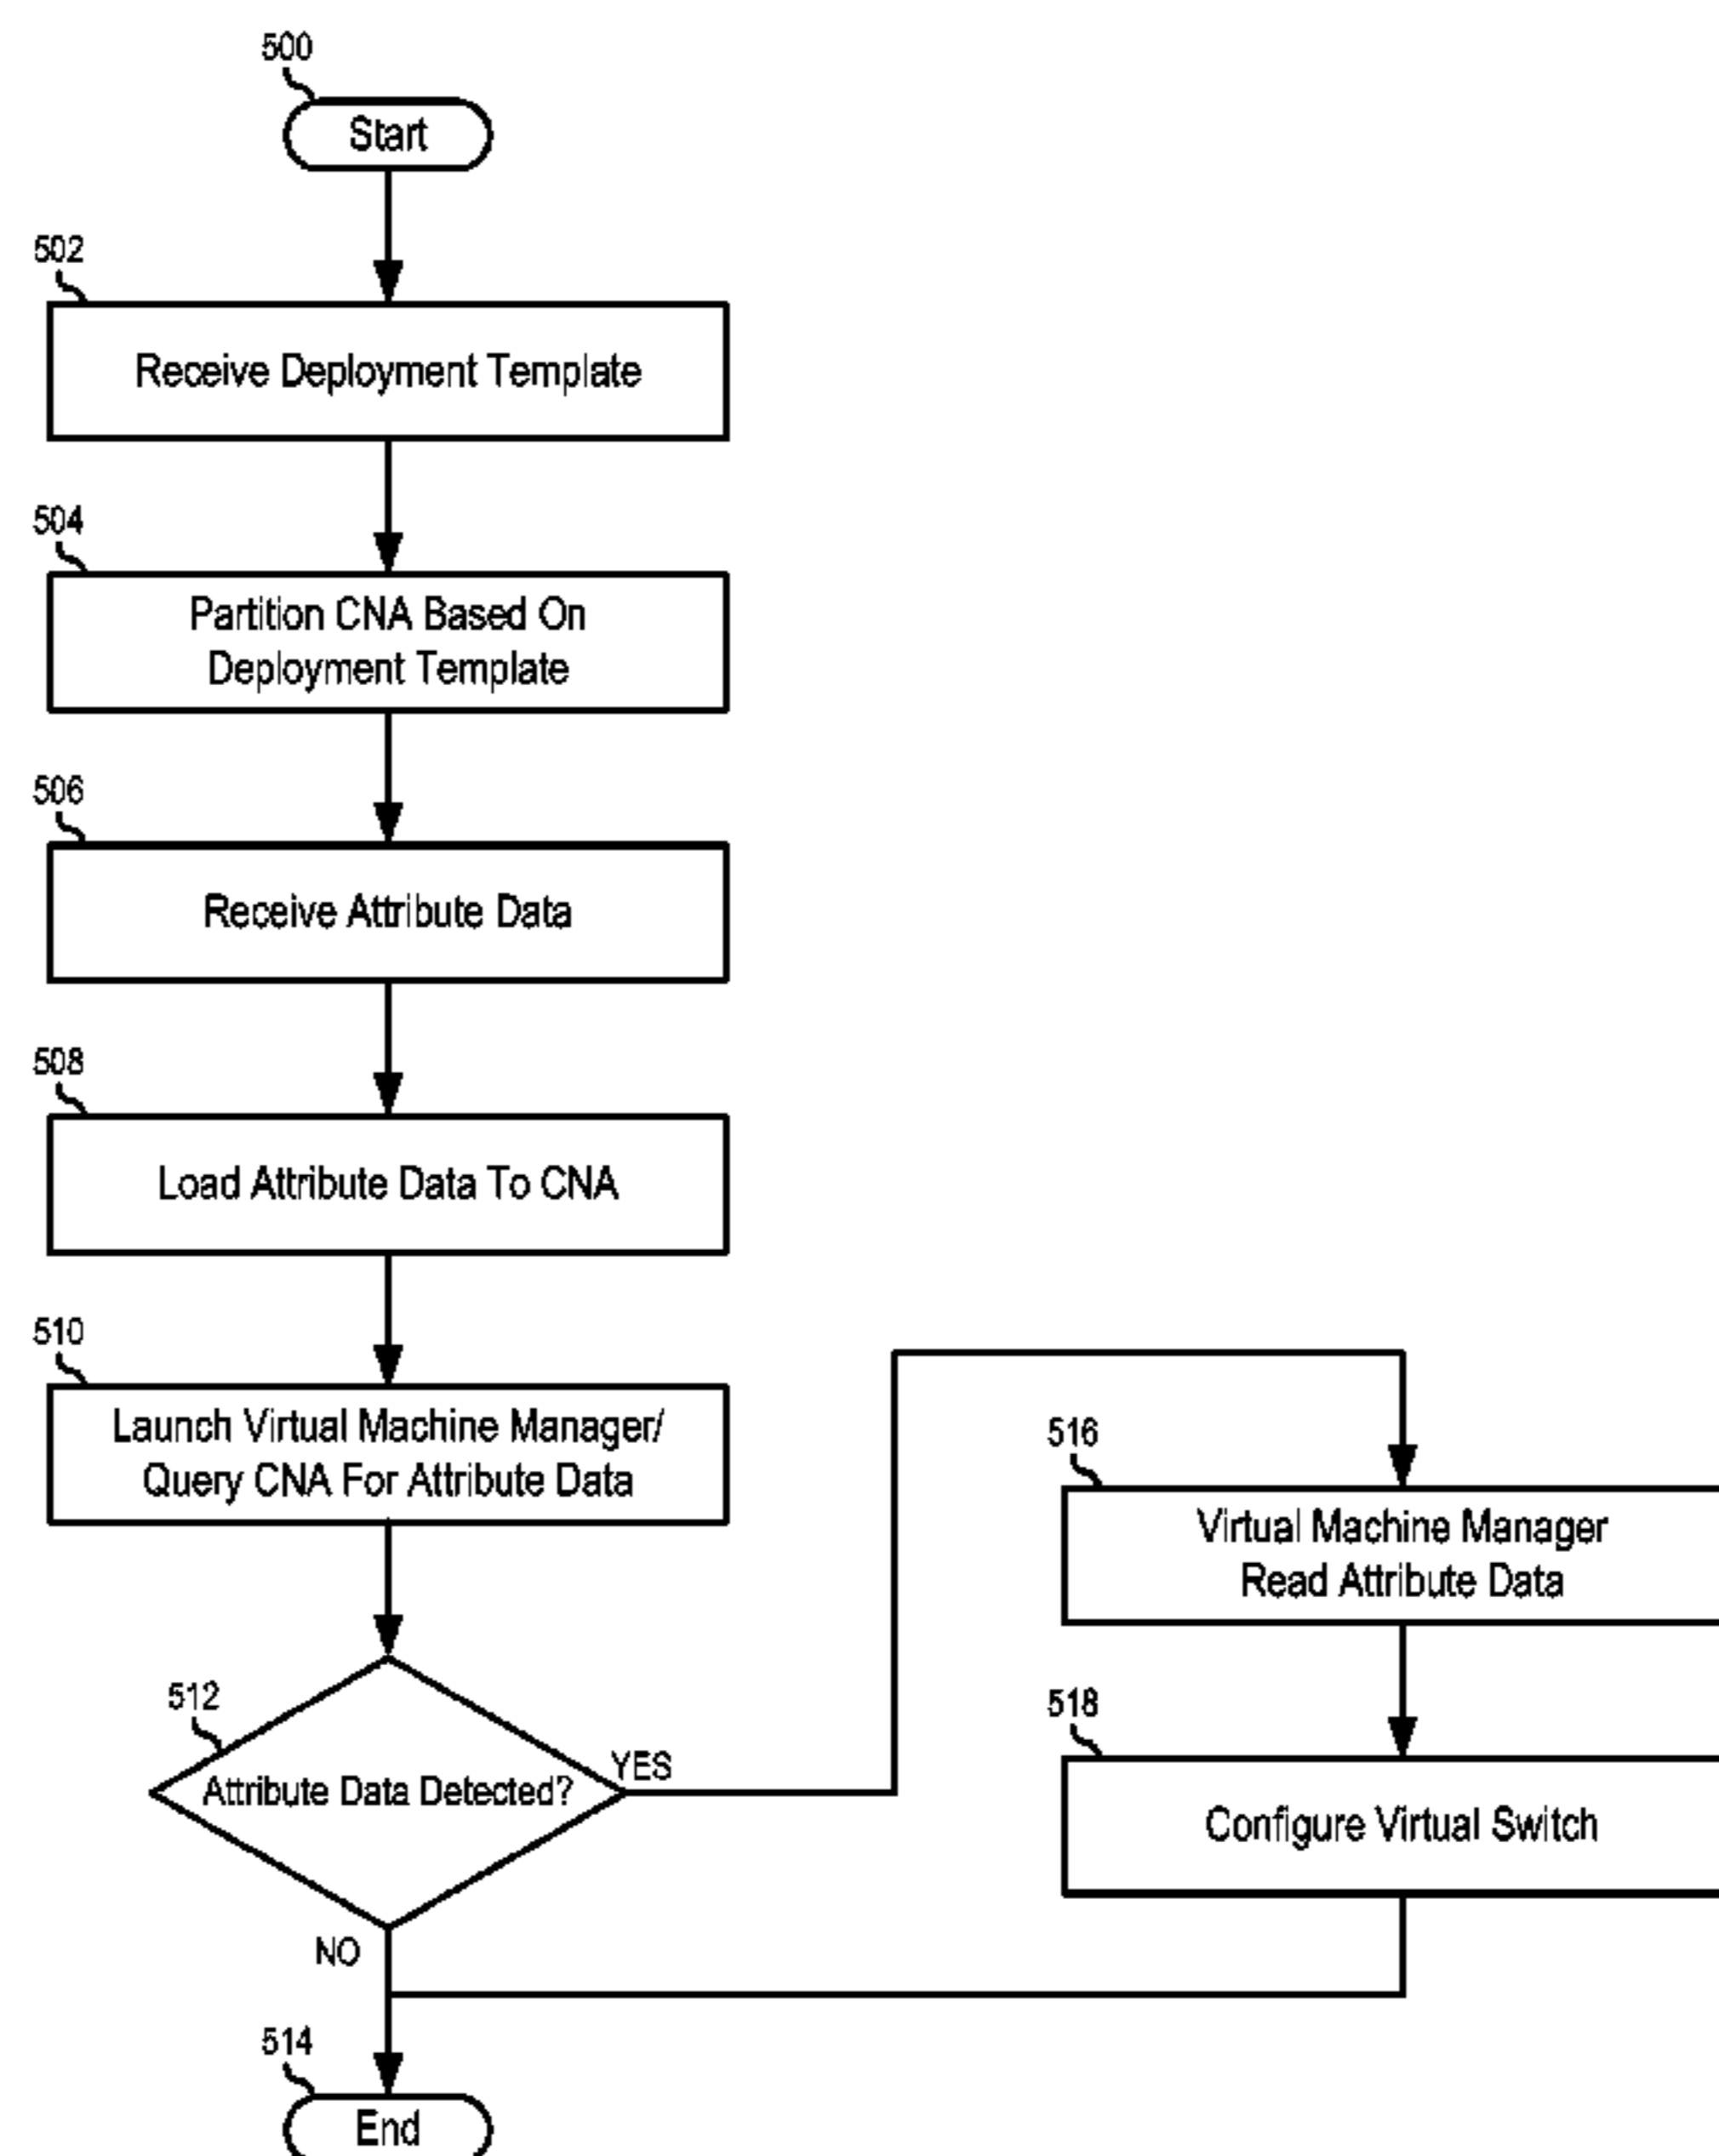 500
Start
502
Receive Deployment Template
504
Partition CNA Based On
Deployment Template
506
Receive Attribute Data
508
Load Attribute Data To CNA
510
Launch Virtual Machine Manager/
Query CNA For Attribute Data
512
Attribute Data Detected?
YES
NO
516
Virtual Machine Manager
Read Attribute Data
518
Configure Virtual Switch
514
End